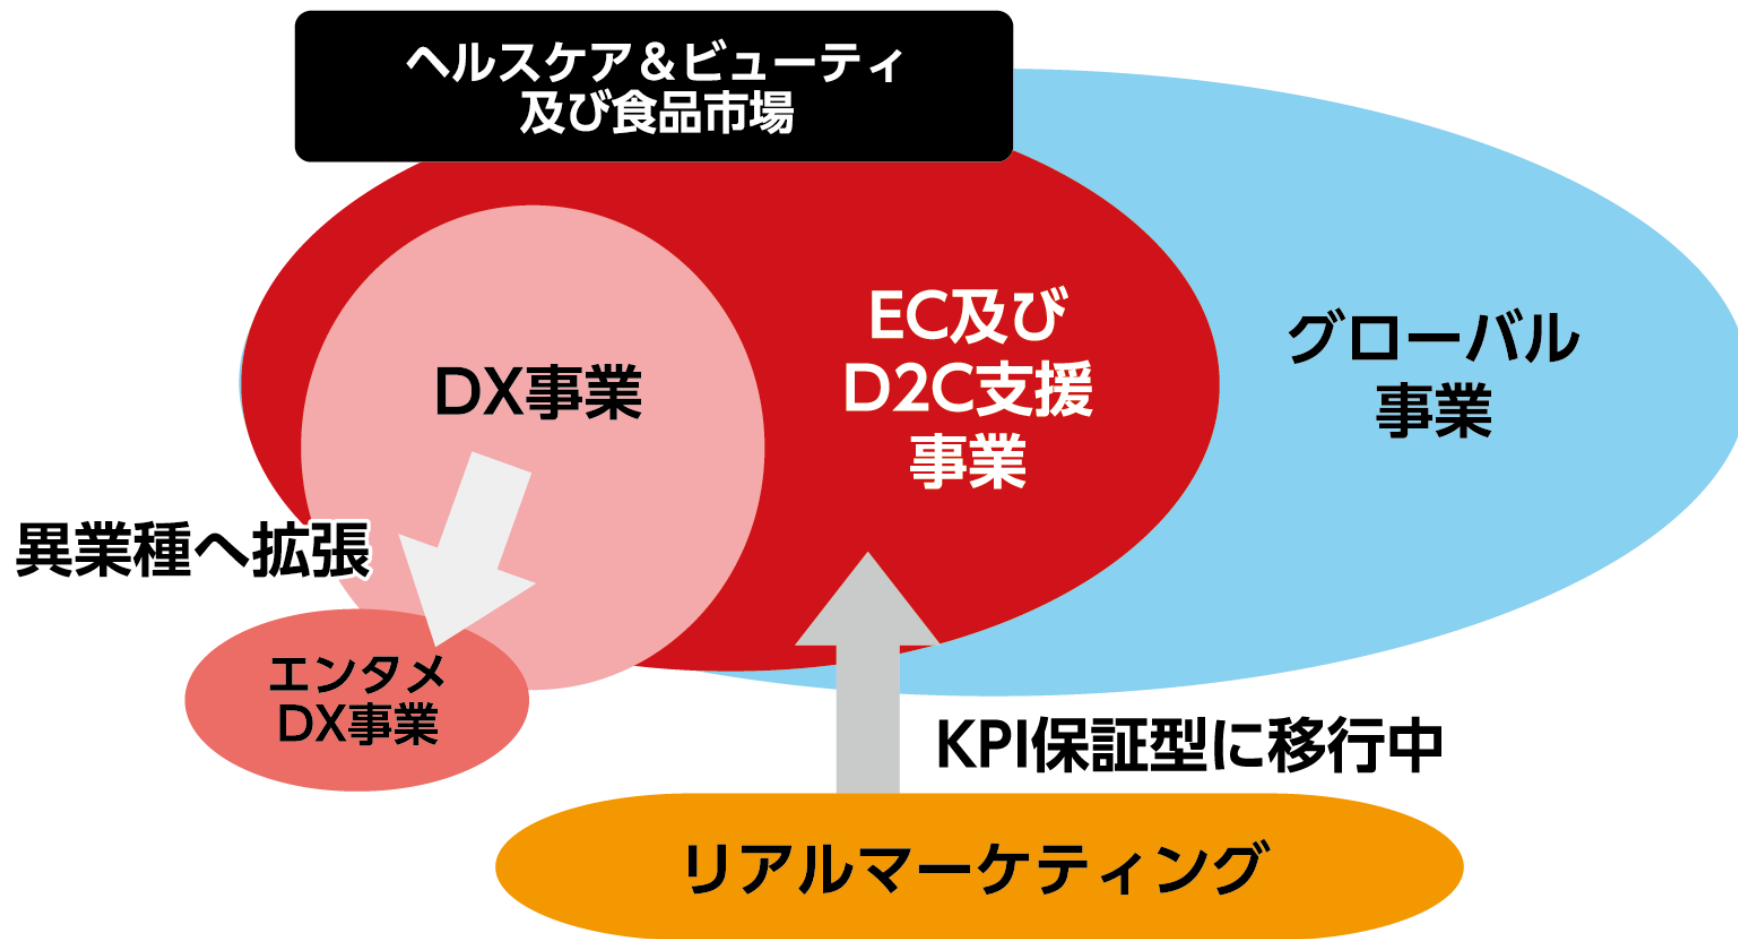 ヘルスケア＆ビューティ
及び食品市場
EC及び
D2C支援
事業
グローバル
事業
DX事業
異業種へ拡張
エンタメ
DX事業
KPI保証型に移行中
リアルマーケティング